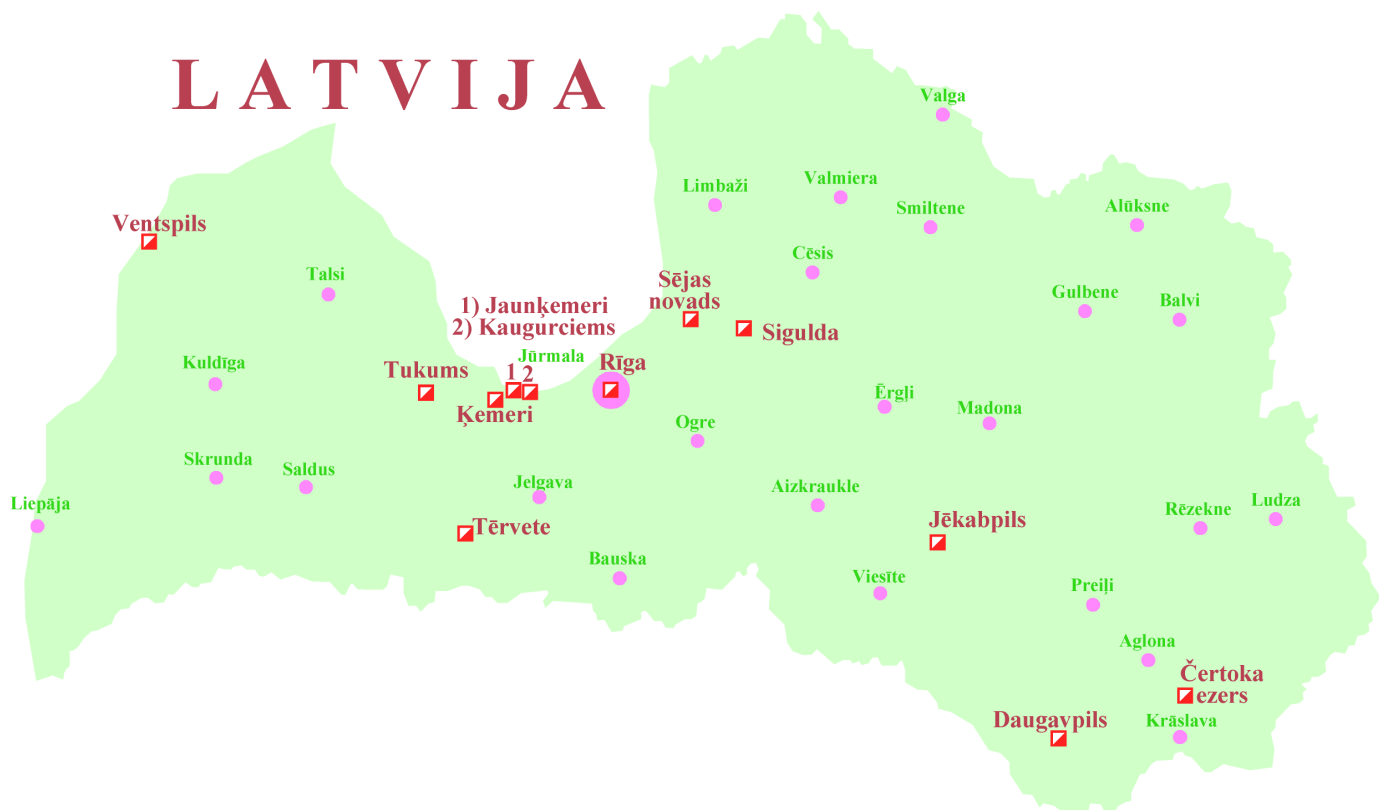 LATVIJA
Valga
Valmiera
Limbaži
Smiltene
Alūksne
Ventspils
Cēsis
Talsi
Sējas
novads
Gulbene
Balvi
1) Jaunķemeri
2) Kaugurciems
Sigulda
Jūrmala
Kuldīga
Tukums
1 2
Rīga
Ķemeri
Ērgļi
Madona
Ogre
Skrunda
Saldus
Jelgava
Aizkraukle
Liepāja
Rēzekne
Ludza
Tērvete
Jēkabpils
Bauska
Viesīte
Preiļi
Aglona
Čertoka
ezers
Daugavpils
Krāslava